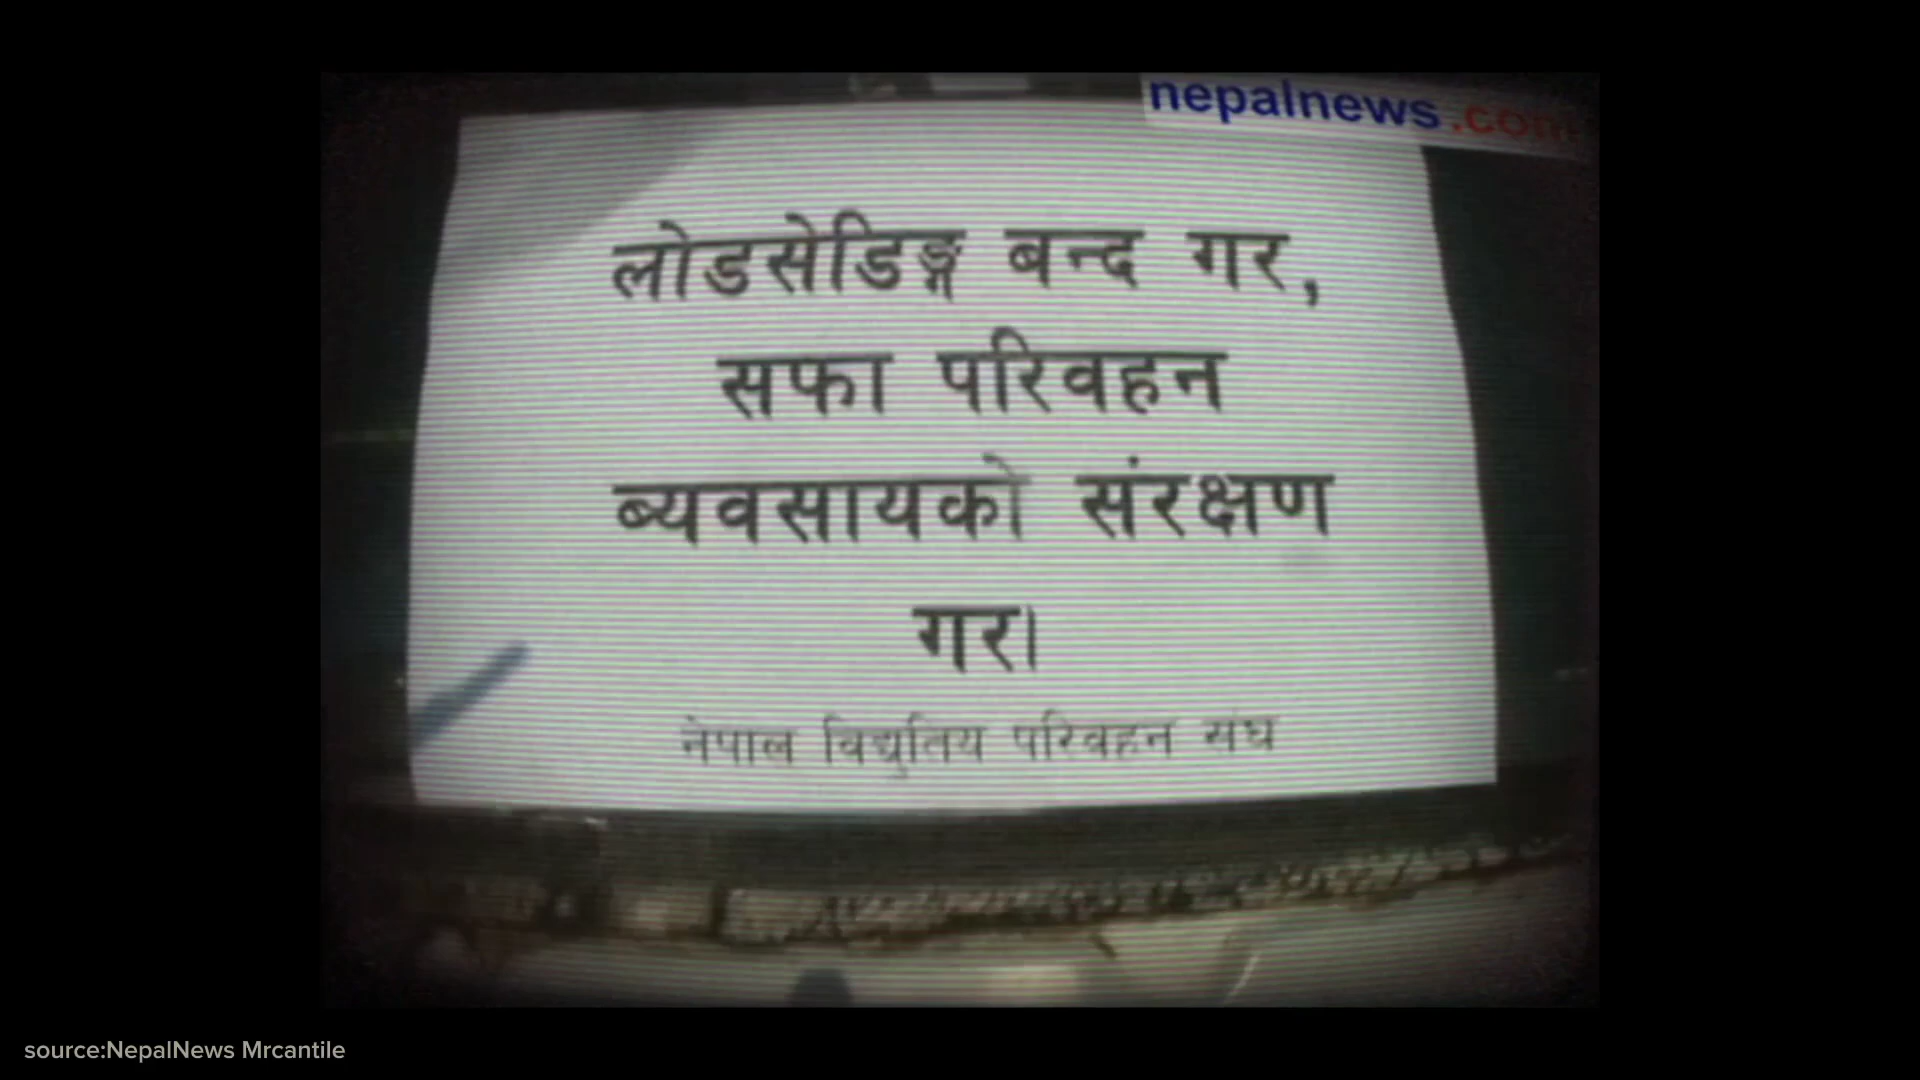 nepalnews.com
लोडसेडिङ्ग बन्द गर,
सफा परिवहन
ब्यवसायको संरक्षण
गर।
नेपाल विद्युतिय परिवहन संघ
source:NepalNews Mrcantile